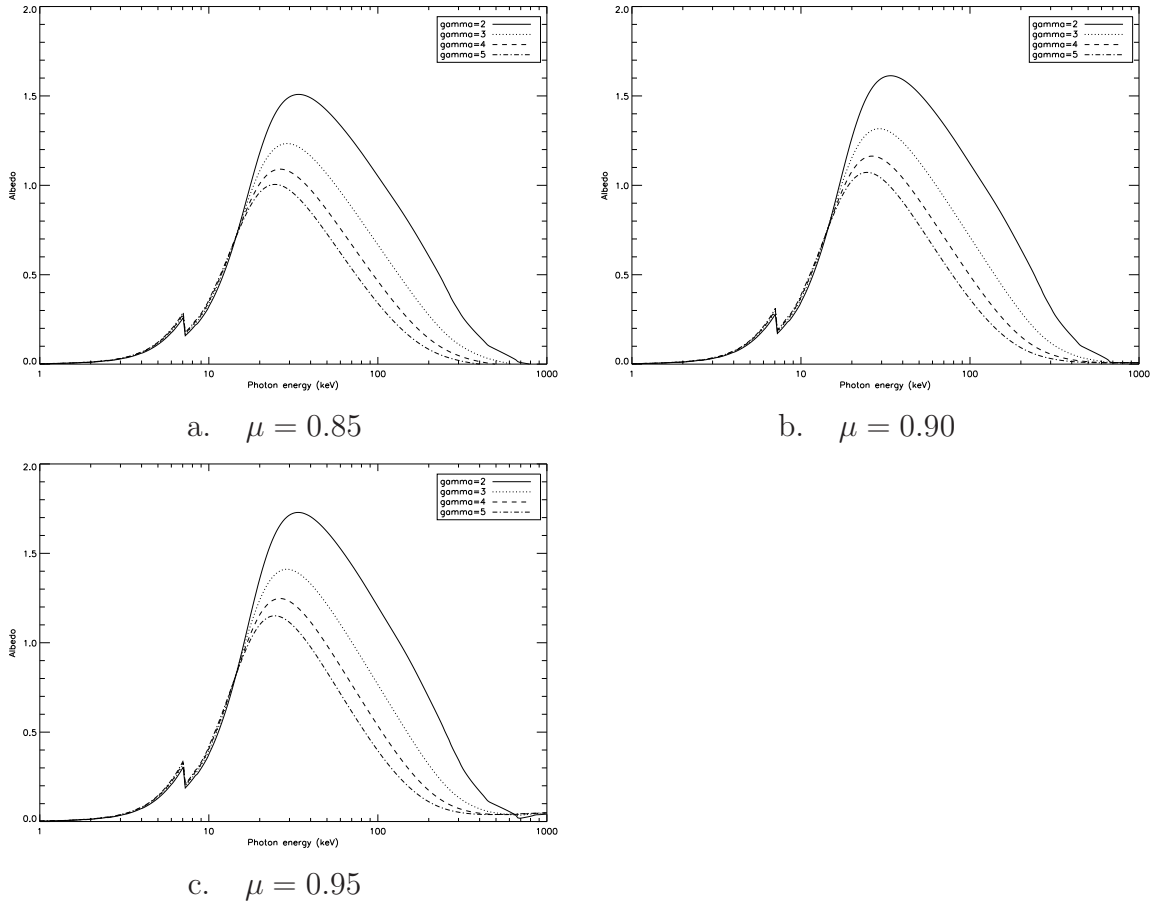 2.0
1.5
1.0
0.5
0.0
Albedo
gamma=2
gamma=3
gamma=4
gamma=5
1 10 100 1000
Photon energy (keV)
a. μ = 0.85
2.0
1.5
1.0
0.5
0.0
Albedo
gamma=2
gamma=3
gamma=4
gamma=5
1 10 100 1000
Photon energy (keV)
b. μ = 0.90
2.0
1.5
1.0
0.5
0.0
Albedo
gamma=2
gamma=3
gamma=4
gamma=5
1 10 100 1000
Photon energy (keV)
c. μ = 0.95